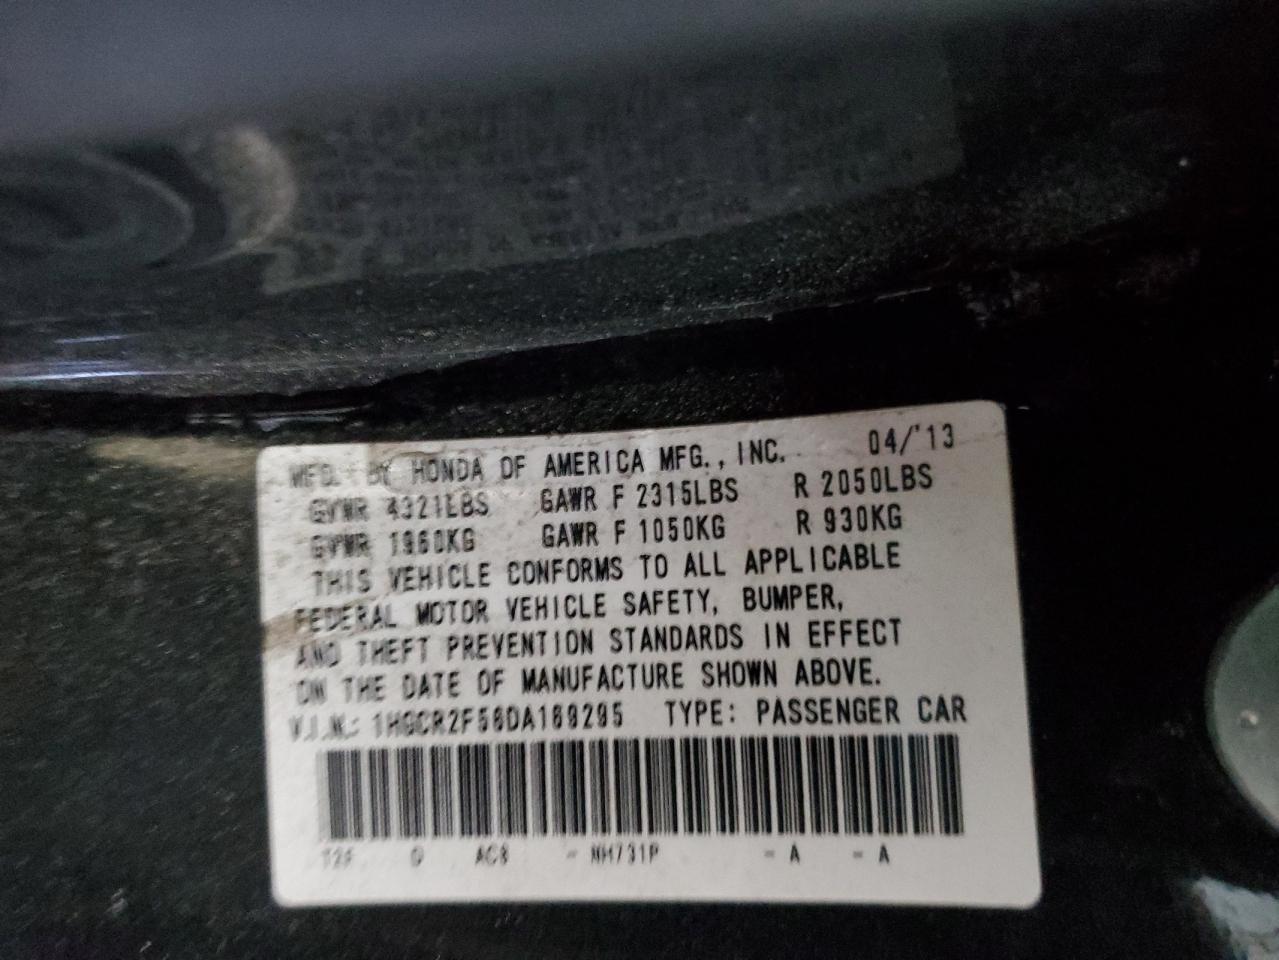 MFD. BY HONDA OF AMERICA MFG., INC. 04/'13
GVWR 4321LBS GAWR F 2315LBS R 2050LBS
GVWR 1960KG GAWR F 1050KG R 930KG
THIS VEHICLE CONFORMS TO ALL APPLICABLE
FEDERAL MOTOR VEHICLE SAFETY, BUMPER,
AND THEFT PREVENTION STANDARDS IN EFFECT
ON THE DATE OF MANUFACTURE SHOWN ABOVE.
V.I.N.: 1HGCR2F56DA169295 TYPE: PASSENGER CAR
T2F 0 AC8 - NH731P - A - A